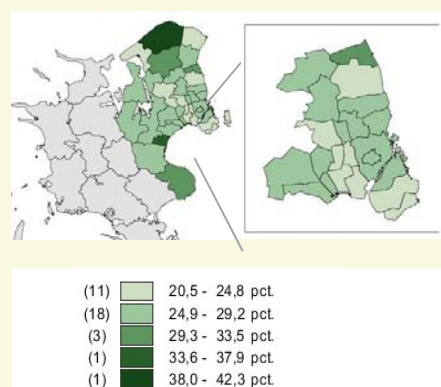 (11) 20,5 - 24,8 pct.
(18) 24,9 - 29,2 pct.
(3) 29,3 - 33,5 pct.
(1) 33,6 - 37,9 pct.
(1) 38,0 - 42,3 pct.